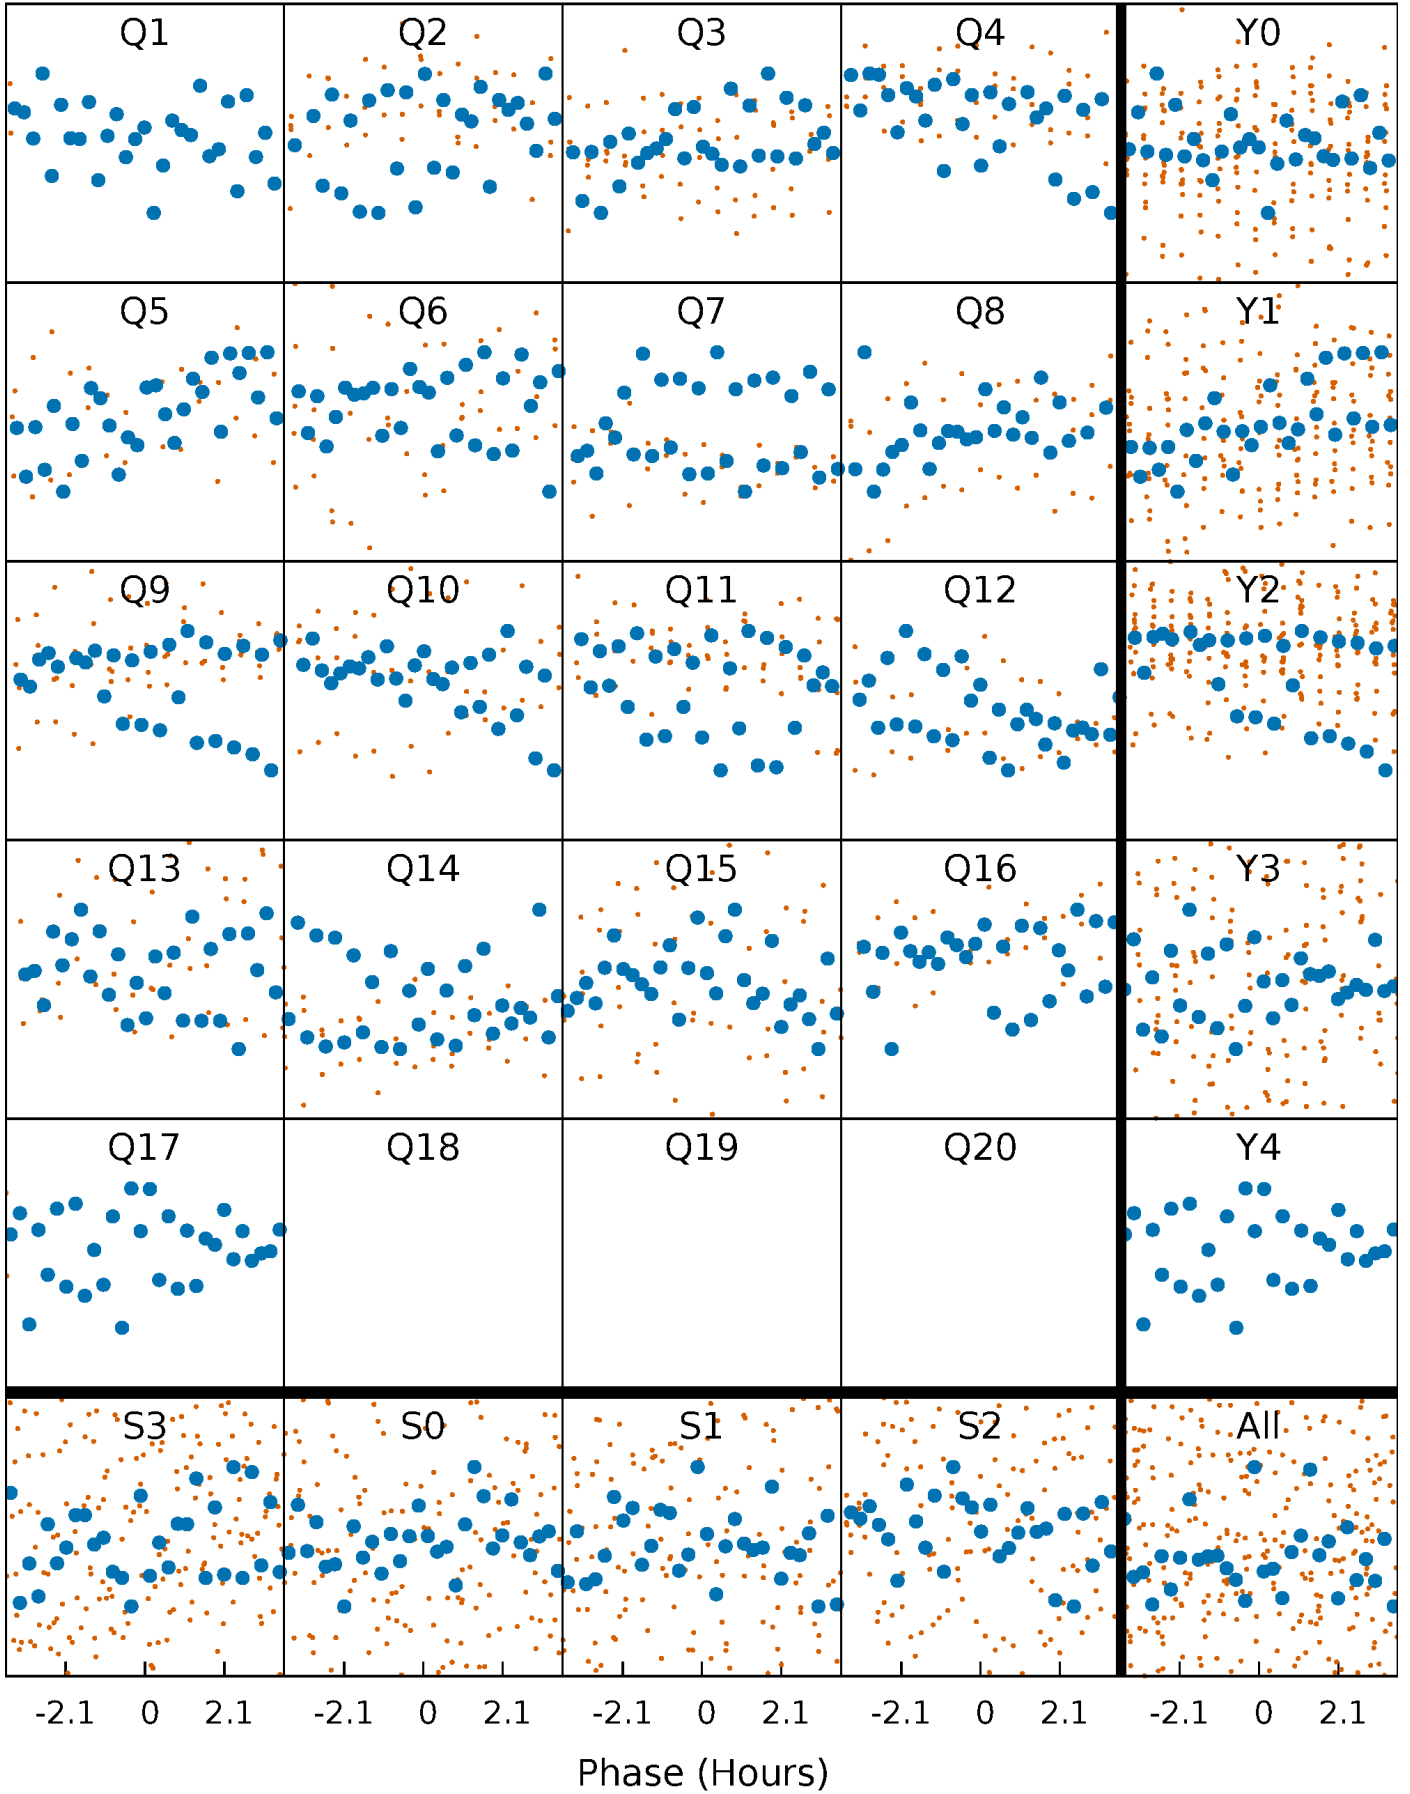 Q1 Q2 Q3 Q4 Y0
Q5 Q6 Q7 Q8 Y1
Q9 Q10 Q11 Q12 Y2
Q13 Q14 Q15 Q16 Y3
Q17 Q18 Q19 Q20 Y4
S3 S0 S1 S2 All
-2.1 0 2.1 -2.1 0 2.1 -2.1 0 2.1 -2.1 0 2.1 -2.1 0 2.1
Phase (Hours)